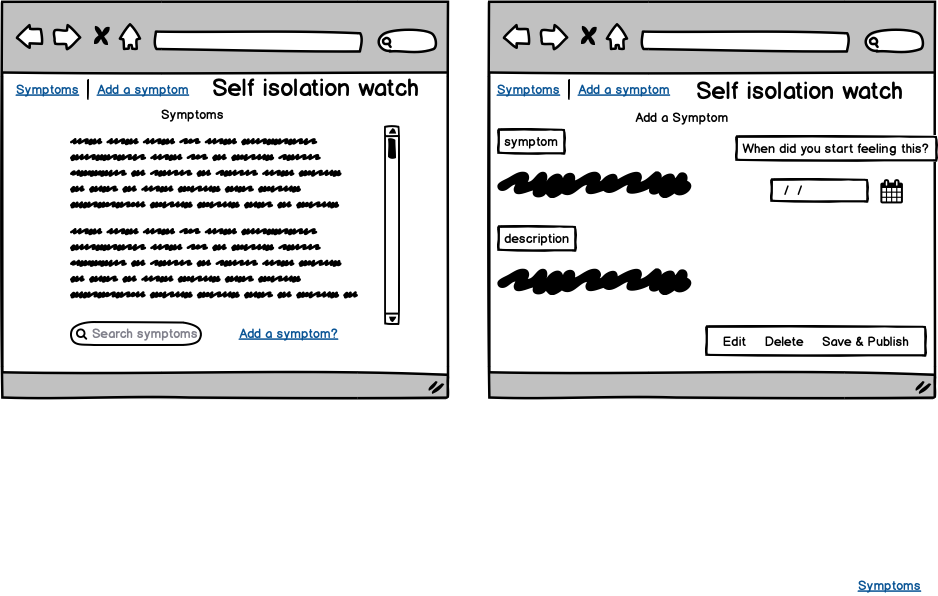 Symptoms | Add a symptom Self isolation watch
Symptoms
Search symptoms Add a symptom?
Symptoms | Add a symptom Self isolation watch
Add a Symptom
symptom
When did you start feeling this?
/ /
description
Edit Delete Save & Publish
Symptoms